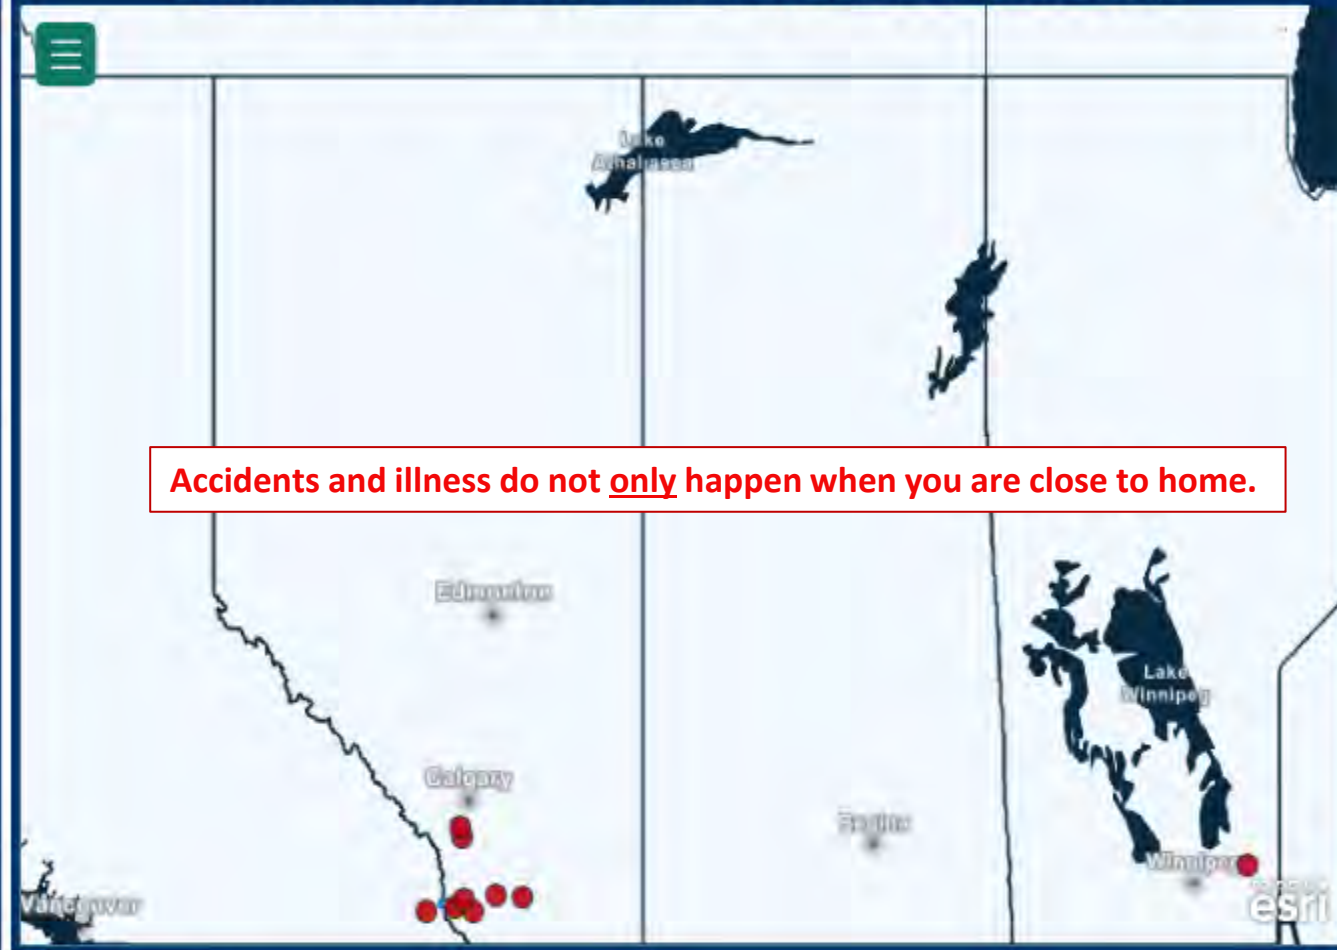 Lake
Athabasca
Accidents and illness do not only happen when you are close to home.
Edmonton
Lake
Winnipeg
Calgary
Regina
Winnipeg
Vancouver
esri